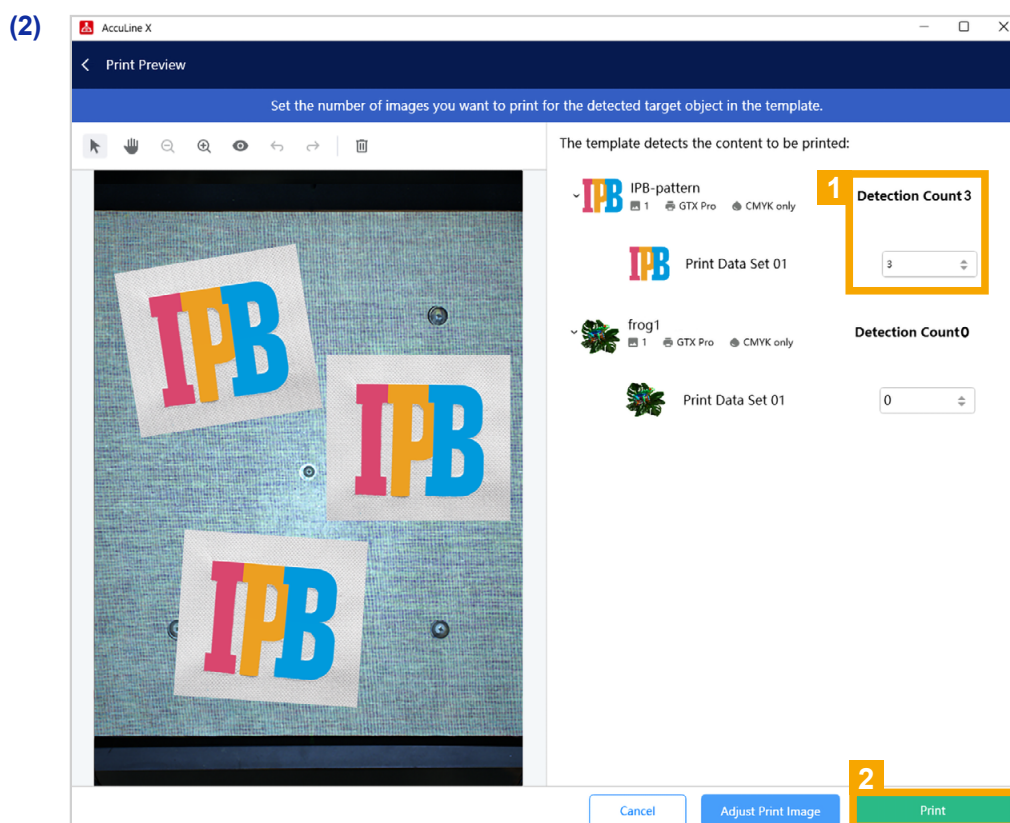 (2)
AccuLine X
Print Preview
Set the number of images you want to print for the detected target object in the template.
The template detects the content to be printed:
IPB
IPB-pattern
1 GTX Pro CMYK only
1
Detection Count 3
IPB
Print Data Set 01
3
frog1
1 GTX Pro CMYK only
Detection Count 0
Print Data Set 01
0
IPB
IPB
IPB
2
Cancel
Adjust Print Image
Print